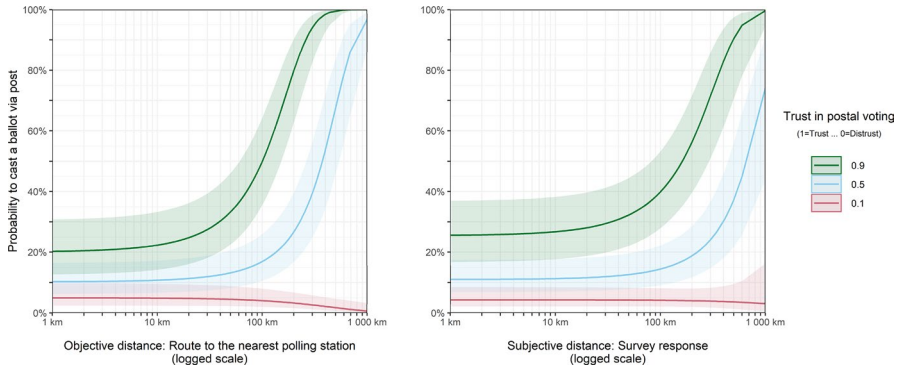 Probability to cast a ballot via post
100%
80%
60%
40%
20%
0%
1 km
10 km
100 km
1 000 km
Objective distance: Route to the nearest polling station
(logged scale)
100%
80%
60%
40%
20%
0%
1 km
10 km
100 km
1 000 km
Subjective distance: Survey response
(logged scale)
Trust in postal voting
(1=Trust ... 0=Distrust)
0.9
0.5
0.1